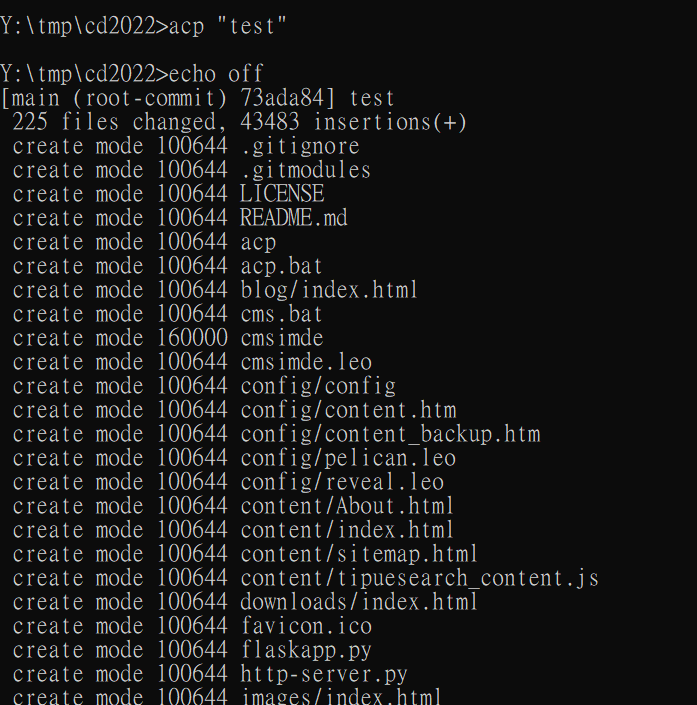 Y:\tmp\cd2022>acp "test"
Y:\tmp\cd2022>echo off
[main (root-commit) 73ada84] test
 225 files changed, 43483 insertions(+)
 create mode 100644 .gitignore
 create mode 100644 .gitmodules
 create mode 100644 LICENSE
 create mode 100644 README.md
 create mode 100644 acp
 create mode 100644 acp.bat
 create mode 100644 blog/index.html
 create mode 100644 cms.bat
 create mode 160000 cmsimde
 create mode 100644 cmsimde.leo
 create mode 100644 config/config
 create mode 100644 config/content.htm
 create mode 100644 config/content_backup.htm
 create mode 100644 config/pelican.leo
 create mode 100644 config/reveal.leo
 create mode 100644 content/About.html
 create mode 100644 content/index.html
 create mode 100644 content/sitemap.html
 create mode 100644 content/tipuesearch_content.js
 create mode 100644 downloads/index.html
 create mode 100644 favicon.ico
 create mode 100644 flaskapp.py
 create mode 100644 http-server.py
 create mode 100644 images/index.html